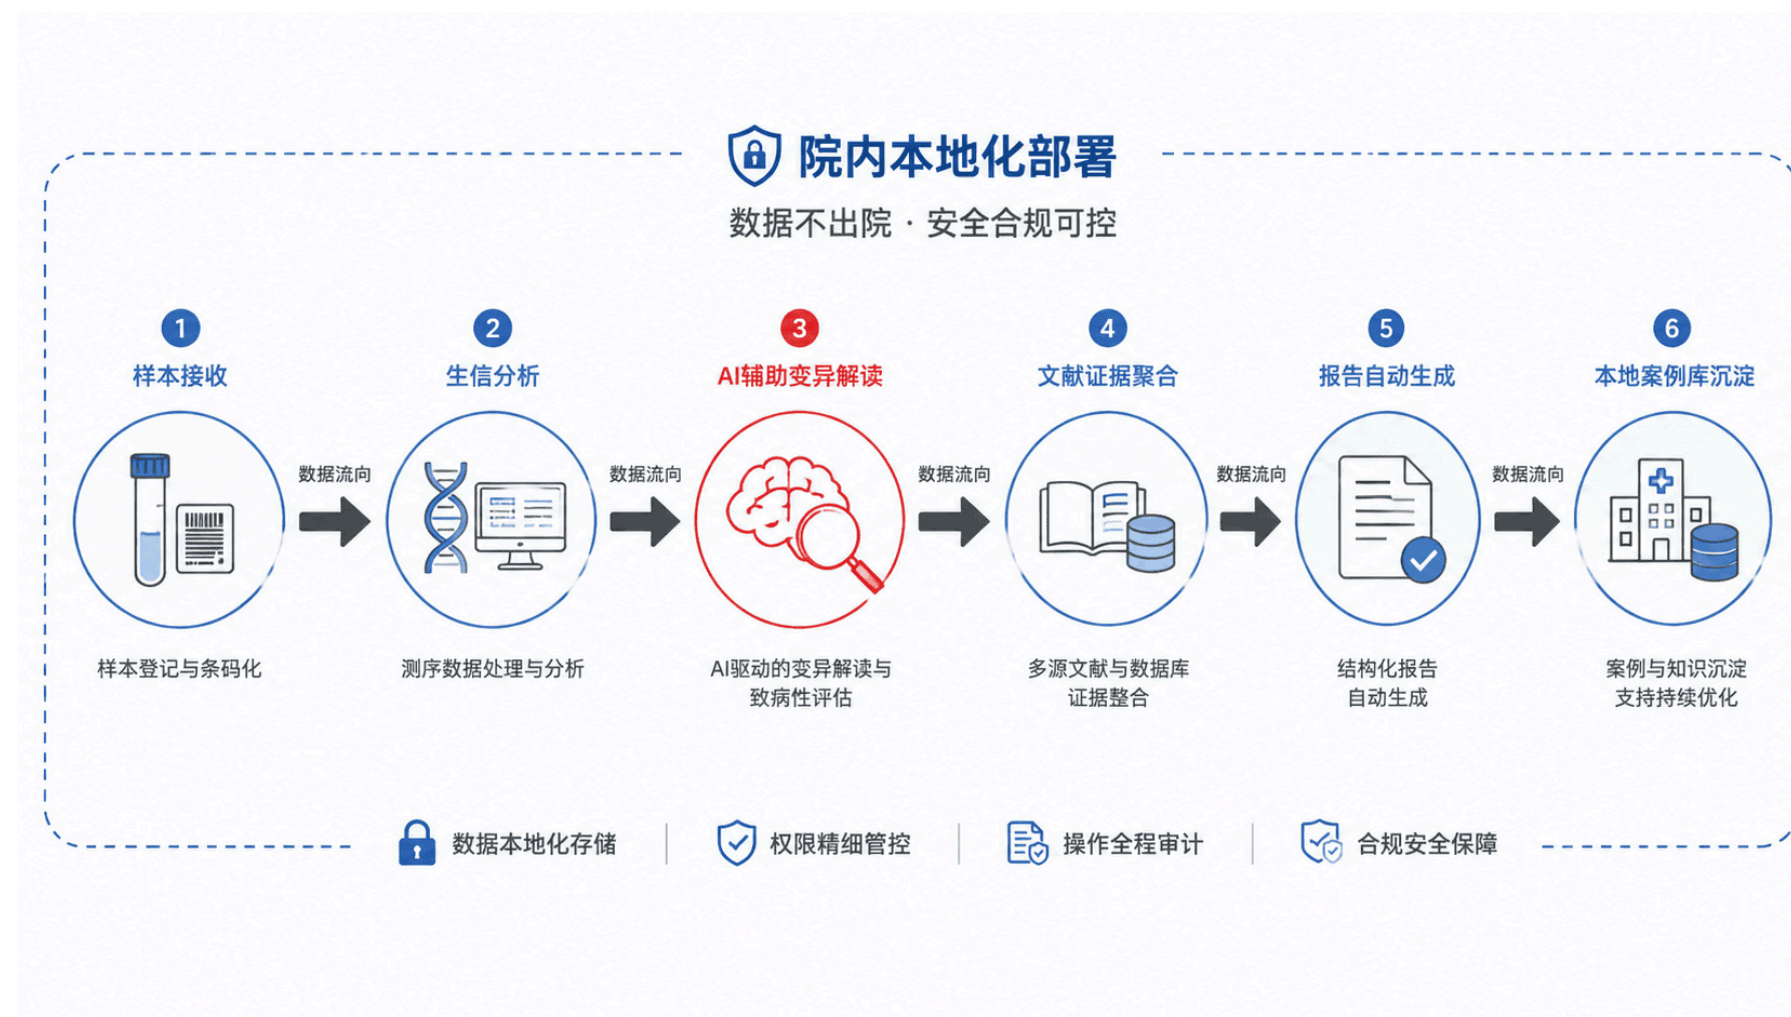 院内本地化部署
数据不出院 · 安全合规可控
1
样本接收
样本登记与条码化
数据流向
2
生信分析
测序数据处理与分析
数据流向
3
AI辅助变异解读
AI驱动的变异解读与
致病性评估
数据流向
4
文献证据聚合
多源文献与数据库
证据整合
数据流向
5
报告自动生成
结构化报告
自动生成
数据流向
6
本地案例库沉淀
案例与知识沉淀
支持持续优化
数据本地化存储
权限精细管控
操作全程审计
合规安全保障